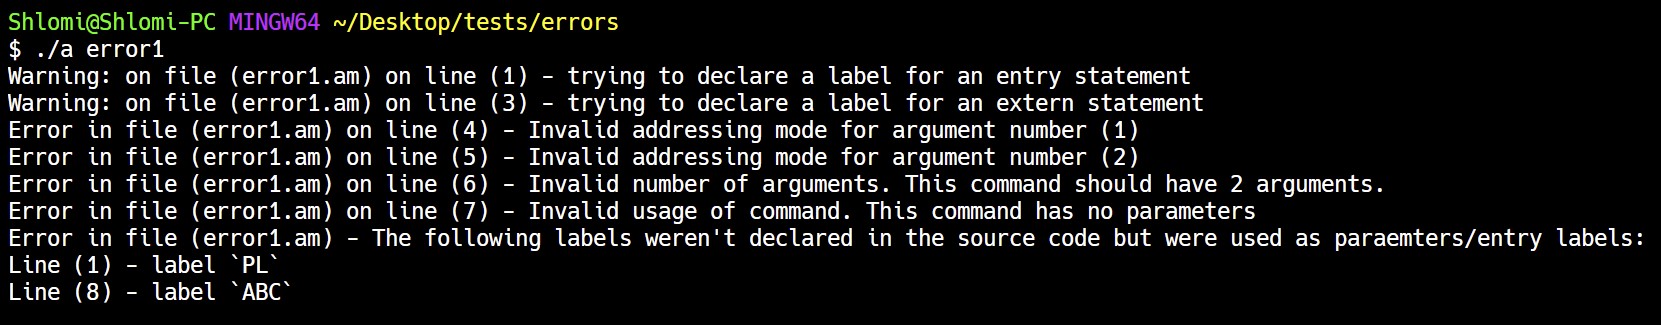 Shlomi@Shlomi-PC MINGW64 ~/Desktop/tests/errors
$ ./a error1
Warning: on file (error1.am) on line (1) - trying to declare a label for an entry statement
Warning: on file (error1.am) on line (3) - trying to declare a label for an extern statement
Error in file (error1.am) on line (4) - Invalid addressing mode for argument number (1)
Error in file (error1.am) on line (5) - Invalid addressing mode for argument number (2)
Error in file (error1.am) on line (6) - Invalid number of arguments. This command should have 2 arguments.
Error in file (error1.am) on line (7) - Invalid usage of command. This command has no parameters
Error in file (error1.am) - The following labels weren't declared in the source code but were used as paraemters/entry labels:
Line (1) - label `PL`
Line (8) - label `ABC`